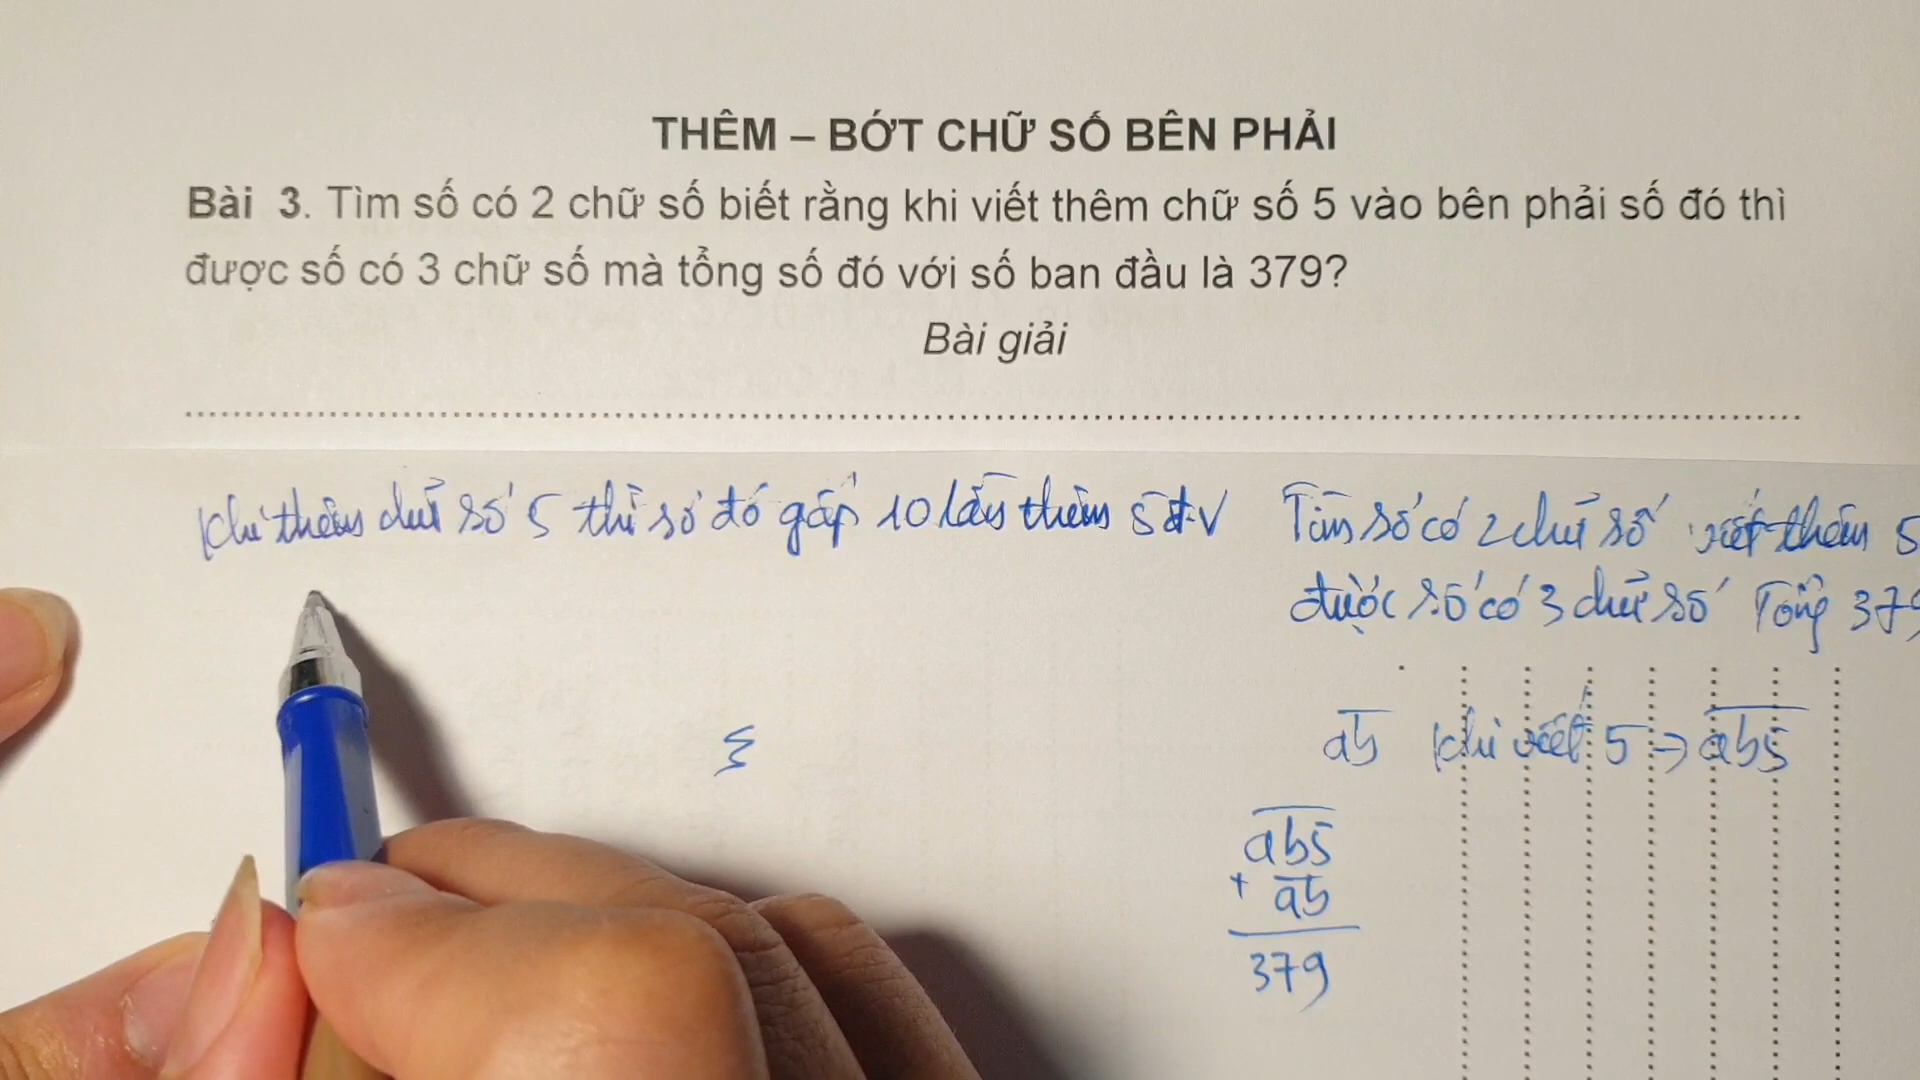 THÊM – BỚT CHỮ SỐ BÊN PHẢI
Bài 3. Tìm số có 2 chữ số biết rằng khi viết thêm chữ số 5 vào bên phải số đó thì
được số có 3 chữ số mà tổng số đó với số ban đầu là 379?
Bài giải
Khi thêm chữ số 5 thì số đó gấp 10 lần thêm 5 đ.v
Tìm số có 2 chữ số viết thêm 5
được số có 3 chữ số Tổng 379
ab khi viết 5 → ab5
ab5
+ ab
379